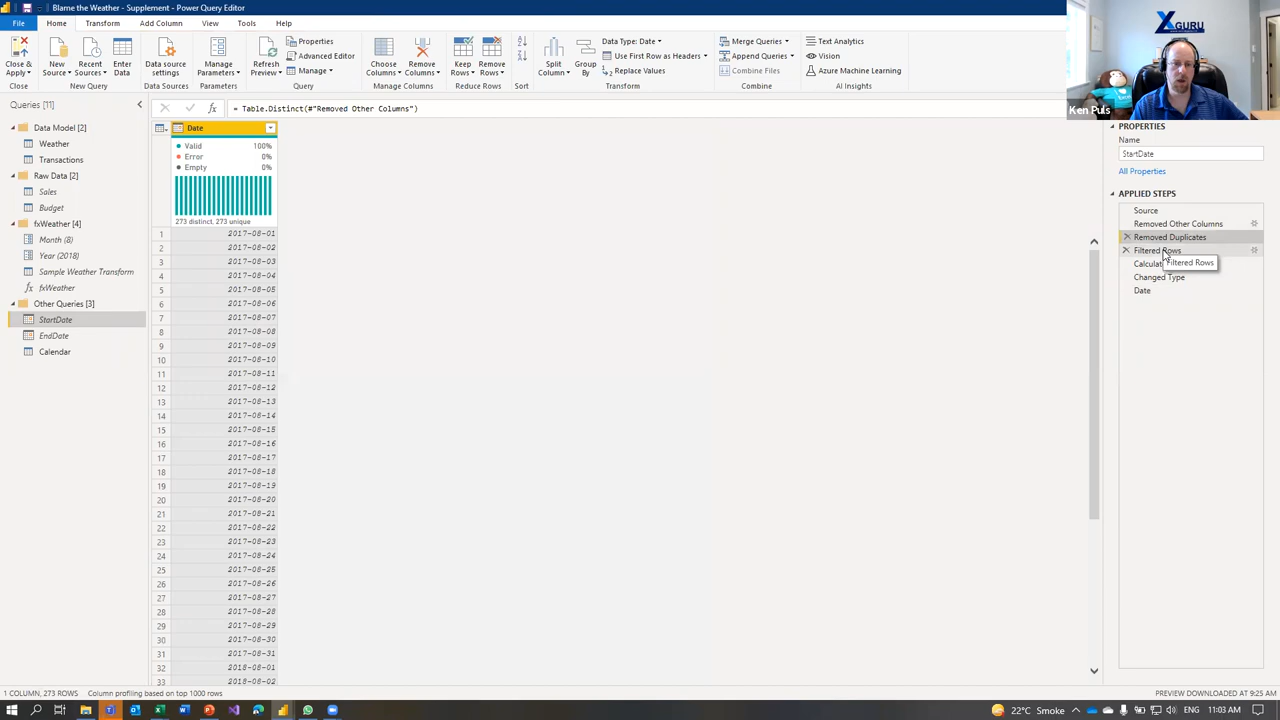 Blame the Weather - Supplement - Power Query Editor
File
Home
Transform
Add Column
View
Tools
Help
Close &
Apply
Close
New
Source
Recent
Sources
Enter
Data
New Query
Data source
settings
Data Sources
Manage
Parameters
Parameters
Refresh
Preview
Properties
Advanced Editor
Manage
Query
Choose
Columns
Remove
Columns
Manage Columns
Keep
Rows
Remove
Rows
Reduce Rows
Sort
Split
Column
Group
By
Data Type: Date
Use First Row as Headers
Replace Values
Transform
Merge Queries
Append Queries
Combine Files
Combine
Text Analytics
Vision
Azure Machine Learning
AI Insights
XGURU
Ken Puls
Queries [11]
Data Model [2]
Weather
Transactions
Raw Data [2]
Sales
Budget
fxWeather [4]
Month (8)
Year (2018)
Sample Weather Transform
fxWeather
Other Queries [3]
StartDate
EndDate
Calendar
fx
= Table.Distinct(#"Removed Other Columns")
Date
Valid 100%
Error 0%
Empty 0%
273 distinct, 273 unique
1 2017-08-01
2 2017-08-02
3 2017-08-03
4 2017-08-04
5 2017-08-05
6 2017-08-06
7 2017-08-07
8 2017-08-08
9 2017-08-09
10 2017-08-10
11 2017-08-11
12 2017-08-12
13 2017-08-13
14 2017-08-14
15 2017-08-15
16 2017-08-16
17 2017-08-17
18 2017-08-18
19 2017-08-19
20 2017-08-20
21 2017-08-21
22 2017-08-22
23 2017-08-23
24 2017-08-24
25 2017-08-25
26 2017-08-26
27 2017-08-27
28 2017-08-28
29 2017-08-29
30 2017-08-30
31 2017-08-31
32 2018-08-01
33 2018-08-02
PROPERTIES
Name
StartDate
All Properties
APPLIED STEPS
Source
Removed Other Columns
Removed Duplicates
Filtered Rows
Filtered Rows
Calculat
Changed Type
Date
1 COLUMN, 273 ROWS
Column profiling based on top 1000 rows
PREVIEW DOWNLOADED AT 9:25 AM
22°C Smoke
ENG
11:03 AM